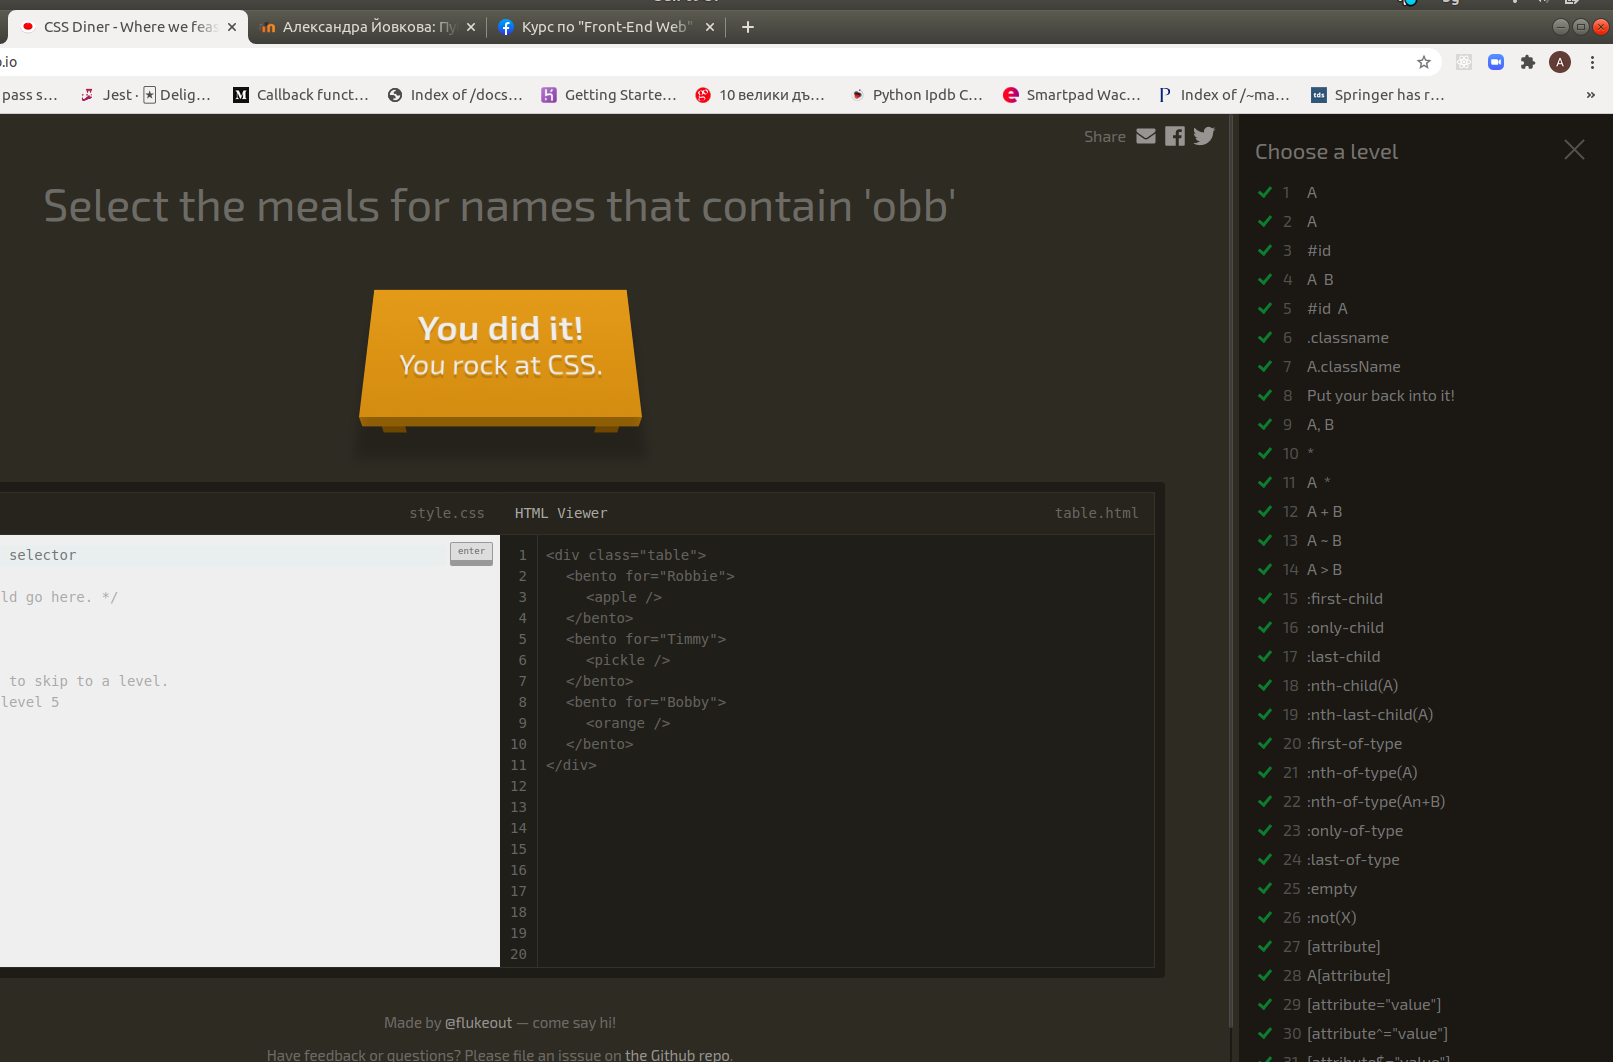 CSS Diner - Where we feas
Александра Йовкова: Пу
Курс по "Front-End Web"
.io
A
pass s...
Jest · ★ Delig...
Callback funct...
Index of /docs...
Getting Starte...
10 велики дъ...
Python Ipdb C...
Smartpad Wac...
Index of /~ma...
Springer has r...
»
Share
Select the meals for names that contain 'obb'
You did it!
You rock at CSS.
style.css
selector
enter
ld go here. */
to skip to a level.
level 5
HTML Viewer
table.html
1 <div class="table">
2 <bento for="Robbie">
3 <apple />
4 </bento>
5 <bento for="Timmy">
6 <pickle />
7 </bento>
8 <bento for="Bobby">
9 <orange />
10 </bento>
11 </div>
12
13
14
15
16
17
18
19
20
Made by @flukeout — come say hi!
Have feedback or questions? Please file an isssue on the Github repo.
Choose a level
1 A
2 A
3 #id
4 A B
5 #id A
6 .classname
7 A.className
8 Put your back into it!
9 A, B
10 *
11 A *
12 A + B
13 A ~ B
14 A > B
15 :first-child
16 :only-child
17 :last-child
18 :nth-child(A)
19 :nth-last-child(A)
20 :first-of-type
21 :nth-of-type(A)
22 :nth-of-type(An+B)
23 :only-of-type
24 :last-of-type
25 :empty
26 :not(X)
27 [attribute]
28 A[attribute]
29 [attribute="value"]
30 [attribute^="value"]
31 [attribute$="value"]